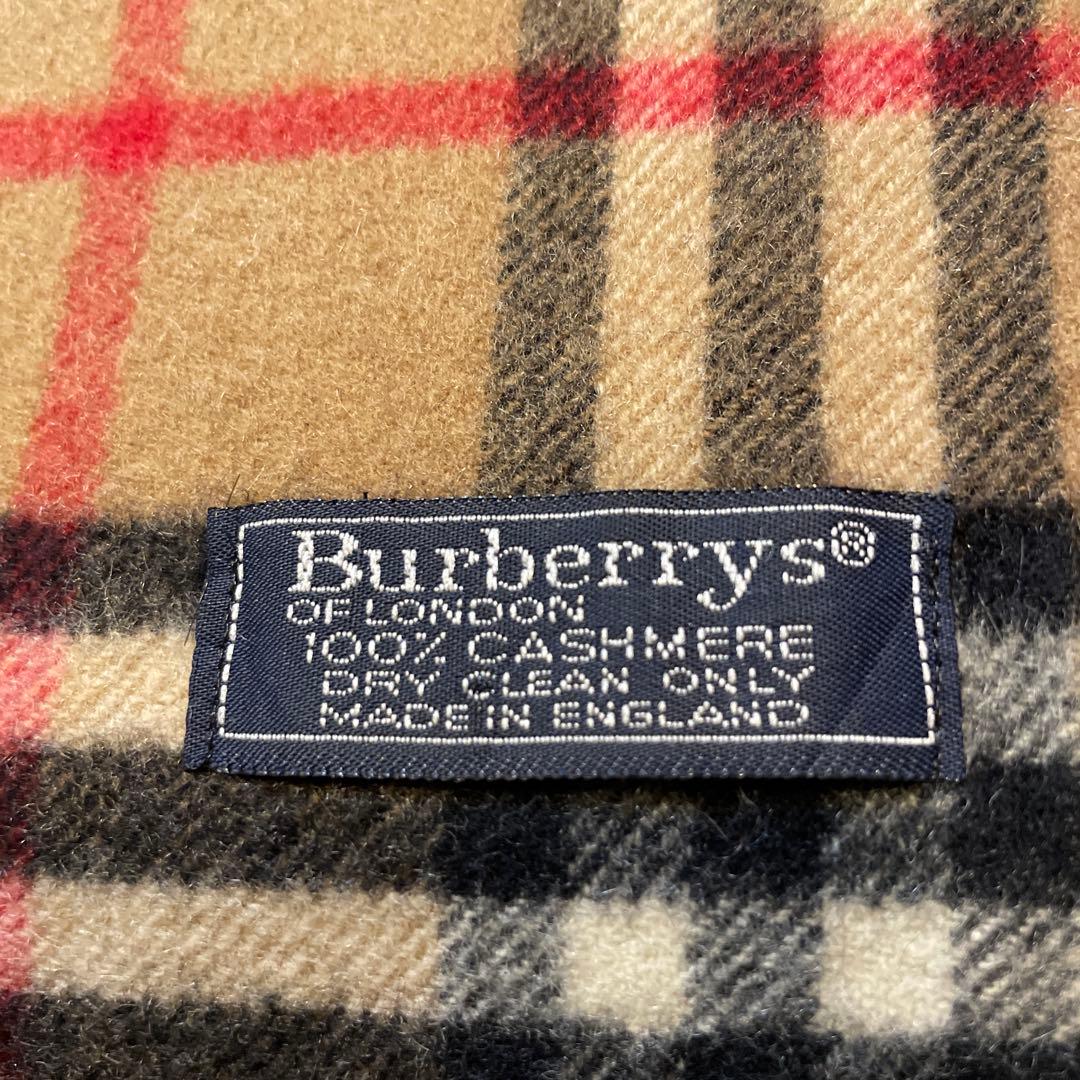 Burberrys®
OF LONDON
100% CASHMERE
DRY CLEAN ONLY
MADE IN ENGLAND